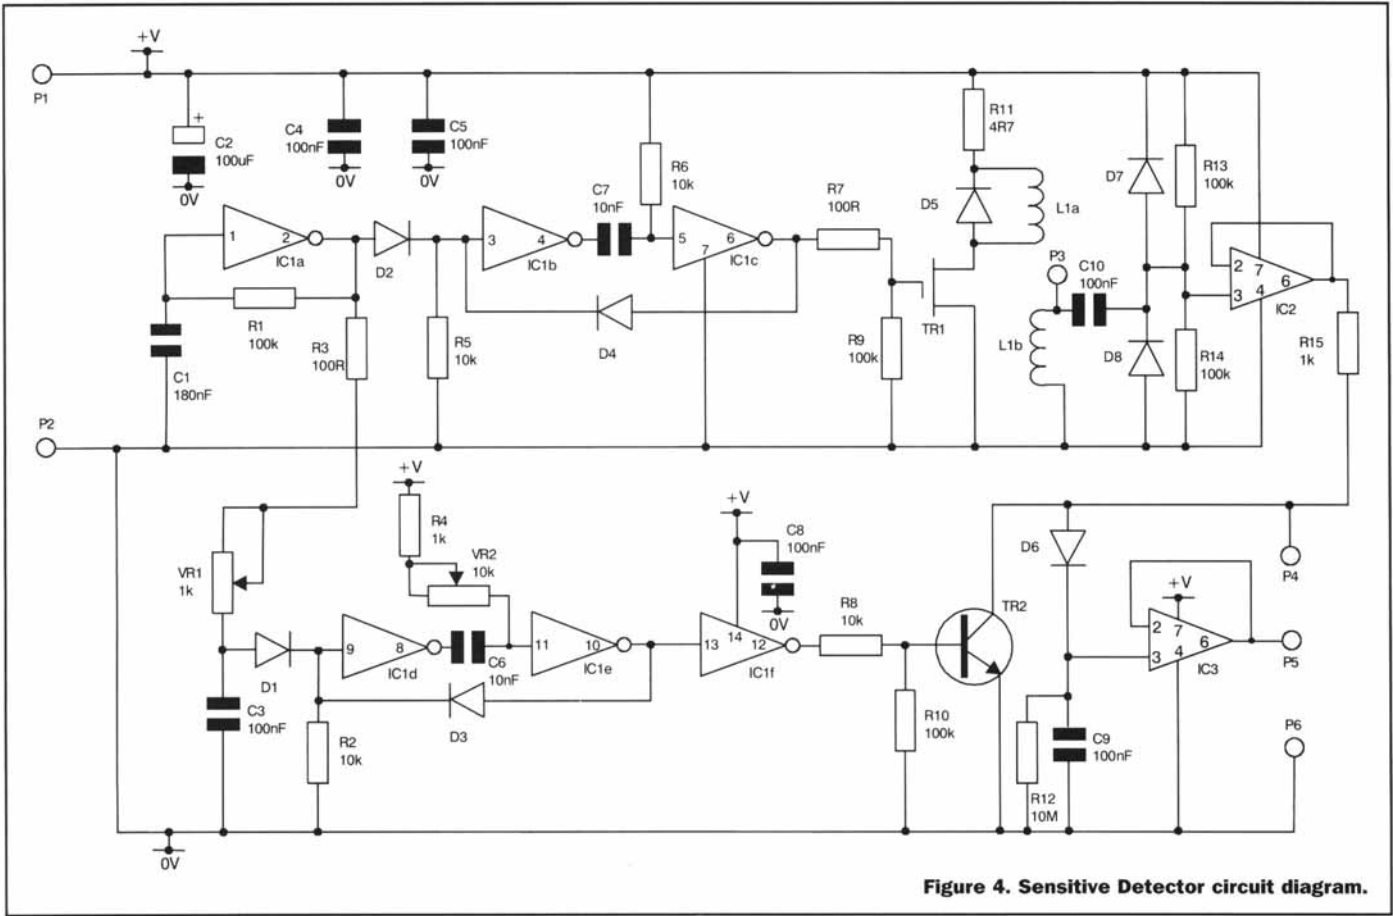 +V
P1
+
C2
100uF
0V
C4
100nF
0V
C5
100nF
0V
R6
10k
R11
4R7
D5
L1a
D7
R13
100k
1
2
IC1a
D2
3
4
IC1b
C7
10nF
5
6
7
IC1c
R7
100R
P3
C10
100nF
2
7
3
4
6
IC2
R1
100k
C1
180nF
R3
100R
R5
10k
D4
R9
100k
TR1
L1b
D8
R14
100k
R15
1k
P2
+V
R4
1k
VR2
10k
+V
C8
100nF
0V
VR1
1k
9
8
IC1d
C6
10nF
11
10
IC1e
13
14
12
IC1f
R8
10k
TR2
D6
P4
+V
2
7
3
4
6
IC3
P5
D1
C3
100nF
R2
10k
D3
R10
100k
R12
10M
C9
100nF
P6
0V
Figure 4. Sensitive Detector circuit diagram.